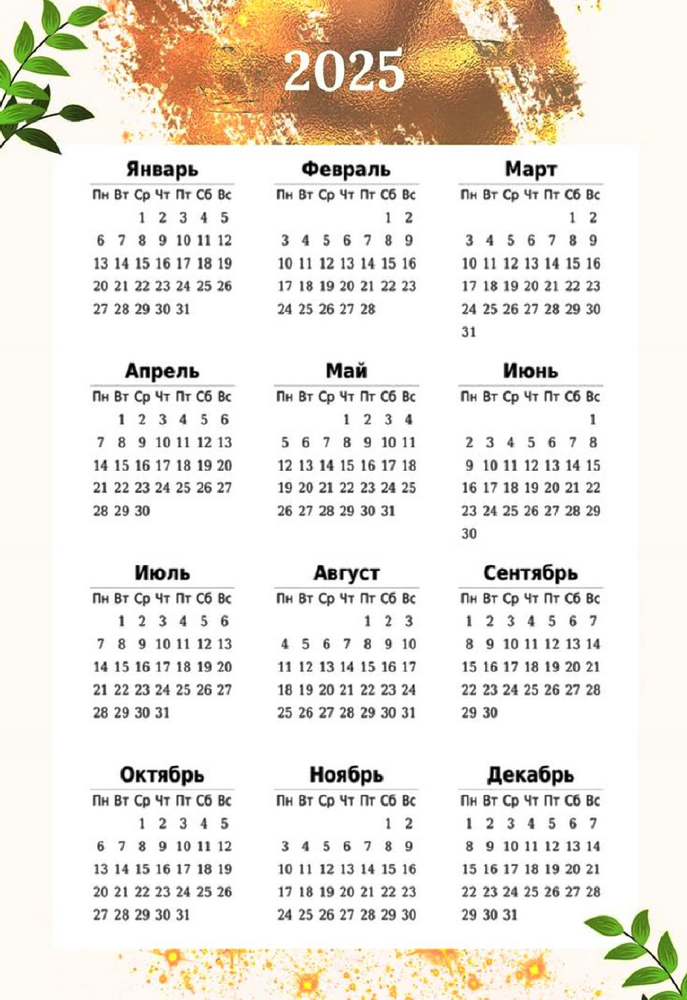 2025
Январь
Пн Вт Ср Чт Пт Сб Вс
1 2 3 4 5
6 7 8 9 10 11 12
13 14 15 16 17 18 19
20 21 22 23 24 25 26
27 28 29 30 31
Февраль
Пн Вт Ср Чт Пт Сб Вс
1 2
3 4 5 6 7 8 9
10 11 12 13 14 15 16
17 18 19 20 21 22 23
24 25 26 27 28
Март
Пн Вт Ср Чт Пт Сб Вс
1 2
3 4 5 6 7 8 9
10 11 12 13 14 15 16
17 18 19 20 21 22 23
24 25 26 27 28 29 30
31
Апрель
Пн Вт Ср Чт Пт Сб Вс
1 2 3 4 5 6
7 8 9 10 11 12 13
14 15 16 17 18 19 20
21 22 23 24 25 26 27
28 29 30
Май
Пн Вт Ср Чт Пт Сб Вс
1 2 3 4
5 6 7 8 9 10 11
12 13 14 15 16 17 18
19 20 21 22 23 24 25
26 27 28 29 30 31
Июнь
Пн Вт Ср Чт Пт Сб Вс
1
2 3 4 5 6 7 8
9 10 11 12 13 14 15
16 17 18 19 20 21 22
23 24 25 26 27 28 29
30
Июль
Пн Вт Ср Чт Пт Сб Вс
1 2 3 4 5 6
7 8 9 10 11 12 13
14 15 16 17 18 19 20
21 22 23 24 25 26 27
28 29 30 31
Август
Пн Вт Ср Чт Пт Сб Вс
1 2 3
4 5 6 7 8 9 10
11 12 13 14 15 16 17
18 19 20 21 22 23 24
25 26 27 28 29 30 31
Сентябрь
Пн Вт Ср Чт Пт Сб Вс
1 2 3 4 5 6 7
8 9 10 11 12 13 14
15 16 17 18 19 20 21
22 23 24 25 26 27 28
29 30
Октябрь
Пн Вт Ср Чт Пт Сб Вс
1 2 3 4 5
6 7 8 9 10 11 12
13 14 15 16 17 18 19
20 21 22 23 24 25 26
27 28 29 30 31
Ноябрь
Пн Вт Ср Чт Пт Сб Вс
1 2
3 4 5 6 7 8 9
10 11 12 13 14 15 16
17 18 19 20 21 22 23
24 25 26 27 28 29 30
Декабрь
Пн Вт Ср Чт Пт Сб Вс
1 2 3 4 5 6 7
8 9 10 11 12 13 14
15 16 17 18 19 20 21
22 23 24 25 26 27 28
29 30 31